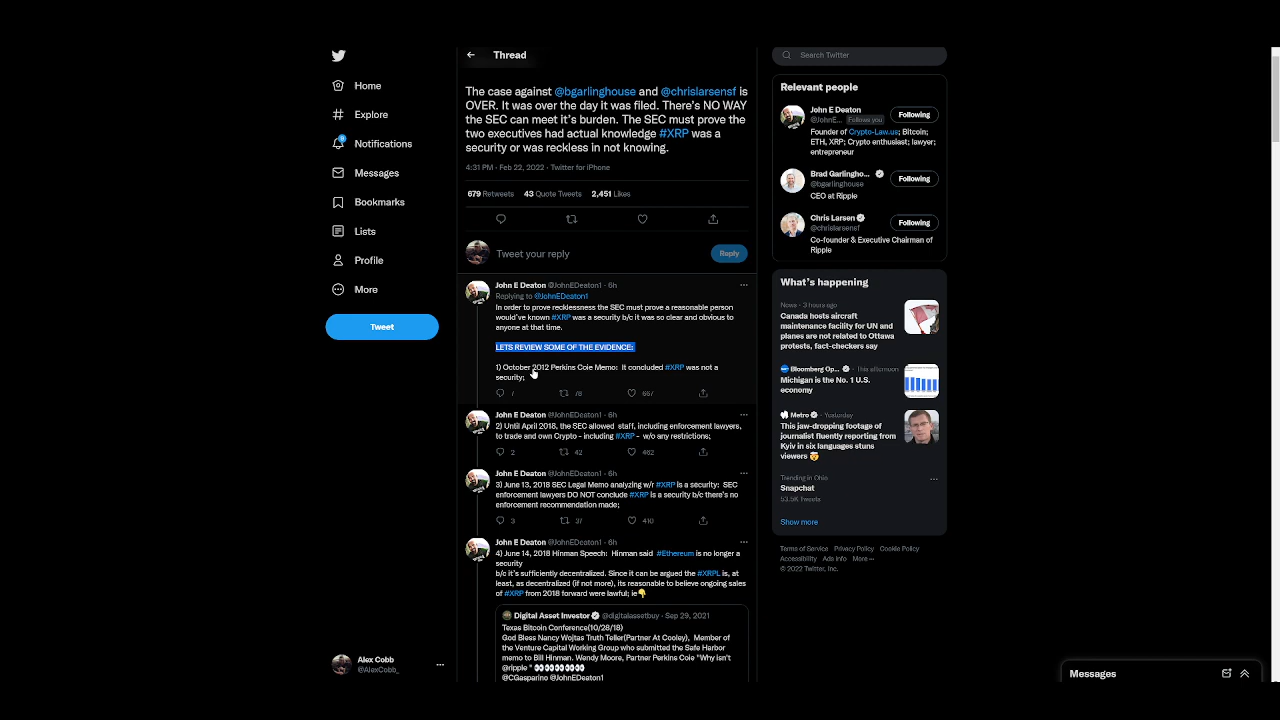 Home
Explore
9
Notifications
Messages
Bookmarks
Lists
Profile
More
Tweet
Alex Cobb
@AlexCobb_
Thread
The case against @bgarlinghouse and @chrislarsensf is
OVER. It was over the day it was filed. There's NO WAY
the SEC can meet it's burden. The SEC must prove the
two executives had actual knowledge #XRP was a
security or was reckless in not knowing.
4:31 PM · Feb 22, 2022 · Twitter for iPhone
679 Retweets 43 Quote Tweets 2,451 Likes
Tweet your reply
Reply
John E Deaton @JohnEDeaton1 · 6h
Replying to @JohnEDeaton1
In order to prove recklessness the SEC must prove a reasonable person
would've known #XRP was a security b/c it was so clear and obvious to
anyone at that time.
LETS REVIEW SOME OF THE EVIDENCE:
1) October 2012 Perkins Coie Memo: It concluded #XRP was not a
security;
7 78 667
John E Deaton @JohnEDeaton1 · 6h
2) Until April 2018, the SEC allowed staff, including enforcement lawyers,
to trade and own Crypto - including #XRP - w/o any restrictions;
2 42 462
John E Deaton @JohnEDeaton1 · 6h
3) June 13, 2018 SEC Legal Memo analyzing w/r #XRP is a security: SEC
enforcement lawyers DO NOT conclude #XRP is a security b/c there's no
enforcement recommendation made;
3 37 410
John E Deaton @JohnEDeaton1 · 6h
4) June 14, 2018 Hinman Speech: Hinman said #Ethereum is no longer a
security
b/c it's sufficiently decentralized. Since it can be argued the #XRPL is, at
least, as decentralized (if not more), its reasonable to believe ongoing sales
of #XRP from 2018 forward were lawful; ie👇
Digital Asset Investor @digitalassetbuy · Sep 29, 2021
Texas Bitcoin Conference(10/28/18)
God Bless Nancy Wojtas Truth Teller(Partner At Cooley), Member of
the Venture Capital Working Group who submitted the Safe Harbor
memo to Bill Hinman. Wendy Moore, Partner Perkins Coie "Why isn't
@ripple " 👀👀👀👀👀👀
@CGasparino @JohnEDeaton1
Search Twitter
Relevant people
John E Deaton
@JohnE... Follows you
Following
Founder of Crypto-Law.us; Bitcoin;
ETH, XRP; Crypto enthusiast; lawyer;
entrepreneur
Brad Garlingho...
@bgarlinghouse
Following
CEO at Ripple
Chris Larsen
@chrislarsensf
Following
Co-founder & Executive Chairman of
Ripple
What's happening
News · 3 hours ago
Canada hosts aircraft
maintenance facility for UN and
planes are not related to Ottawa
protests, fact-checkers say
Bloomberg Op... · This afternoon
Michigan is the No. 1 U.S.
economy
Metro · Yesterday
This jaw-dropping footage of
journalist fluently reporting from
Kyiv in six languages stuns
viewers 🤯
Trending in Ohio
Snapchat
53.5K Tweets
Show more
Terms of Service Privacy Policy Cookie Policy
Accessibility Ads info More ···
© 2022 Twitter, Inc.
Messages